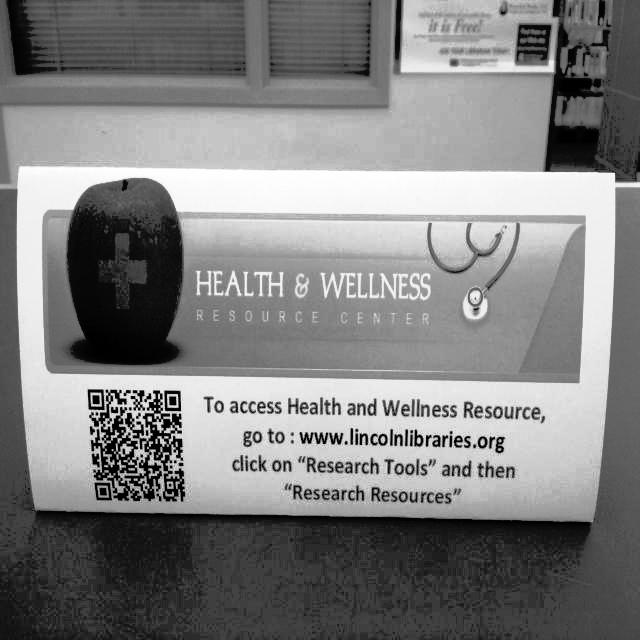 it is Free!
HEALTH & WELLNESS
RESOURCE CENTER
To access Health and Wellness Resource,
go to : www.lincolnlibraries.org
click on “Research Tools” and then
“Research Resources”